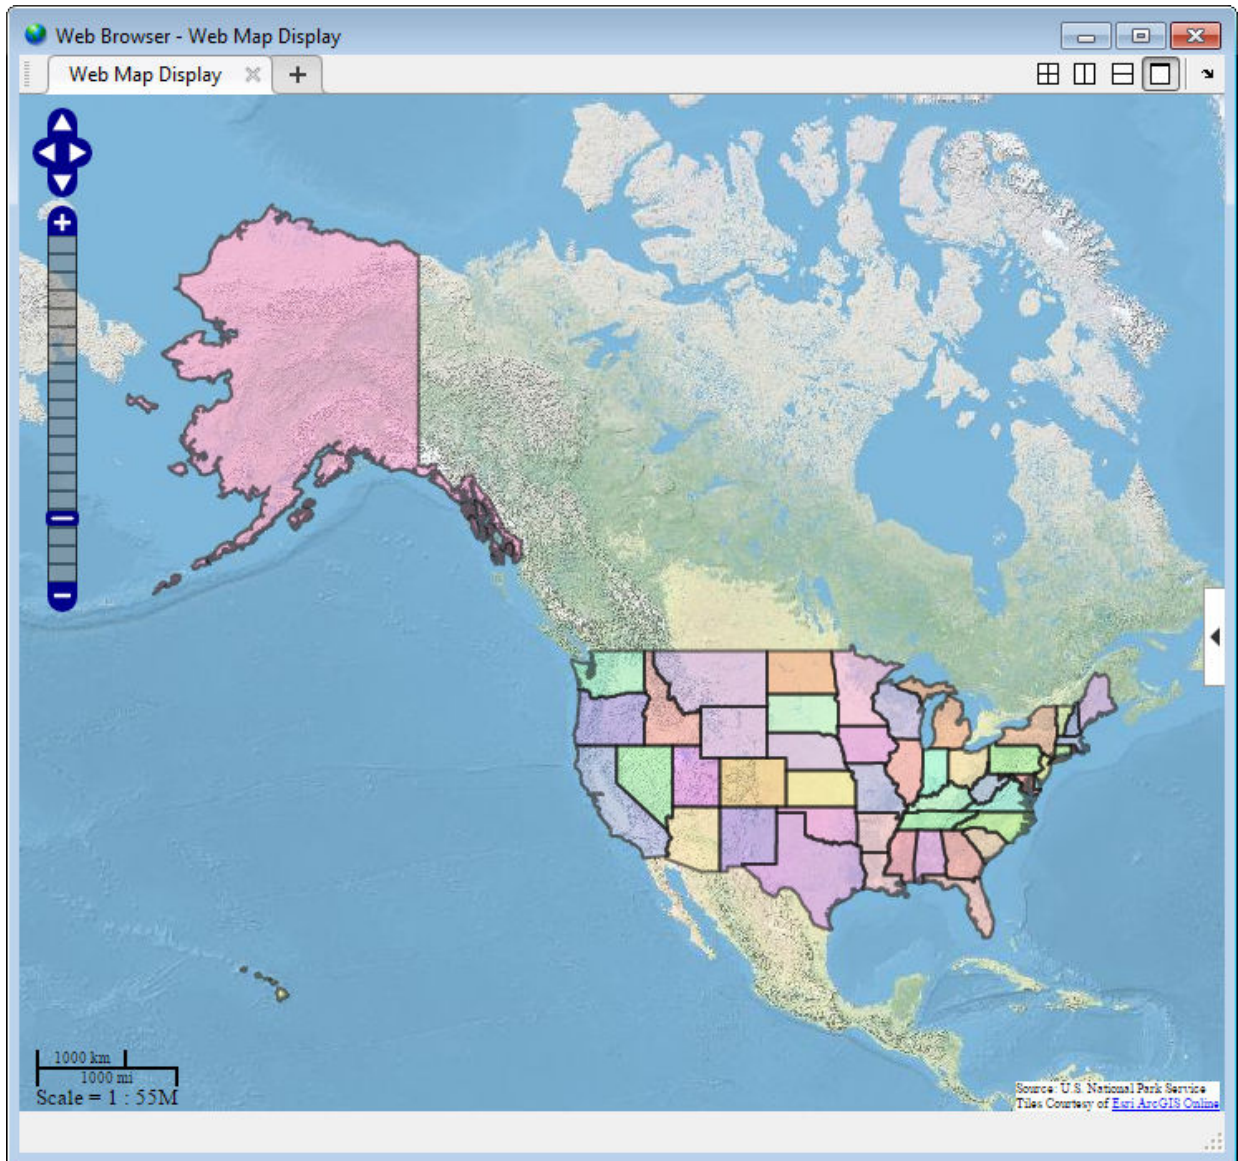 Web Browser - Web Map Display
Web Map Display
1000 km
1000 mi
Scale = 1 : 55M
Source: U.S. National Park Service
Tiles Courtesy of Esri ArcGIS Online